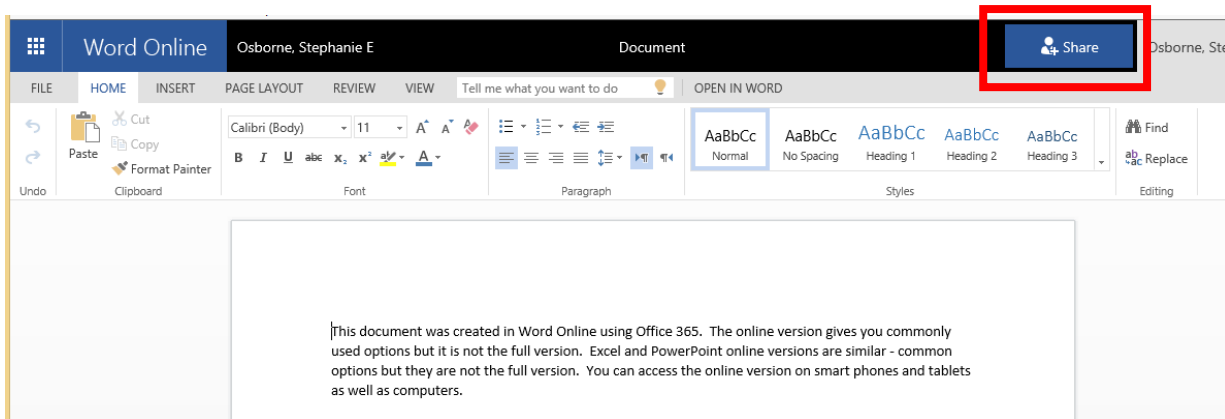 Word Online Osborne, Stephanie E Document Share Osborne, Ste
FILE HOME INSERT PAGE LAYOUT REVIEW VIEW Tell me what you want to do OPEN IN WORD
Cut
Copy
Paste
Format Painter
Undo Clipboard
Calibri (Body) 11 A A
B I U abc x₂ x² aby A
Font
Paragraph
AaBbCc AaBbCc AaBbCc AaBbCc AaBbCc
Normal No Spacing Heading 1 Heading 2 Heading 3
Styles
Find
Replace
Editing
This document was created in Word Online using Office 365.  The online version gives you commonly
used options but it is not the full version.  Excel and PowerPoint online versions are similar - common
options but they are not the full version.  You can access the online version on smart phones and tablets
as well as computers.